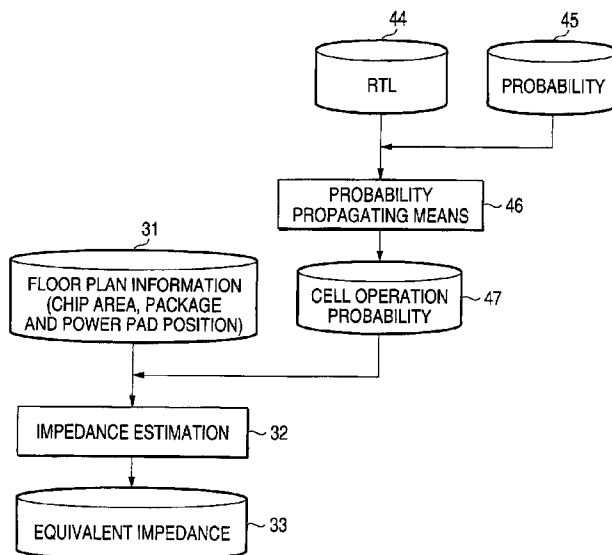 44
45
RTL
PROBABILITY
PROBABILITY
PROPAGATING MEANS
46
31
FLOOR PLAN INFORMATION
(CHIP AREA, PACKAGE
AND POWER PAD POSITION)
CELL OPERATION
PROBABILITY
47
IMPEDANCE ESTIMATION
32
EQUIVALENT IMPEDANCE
33